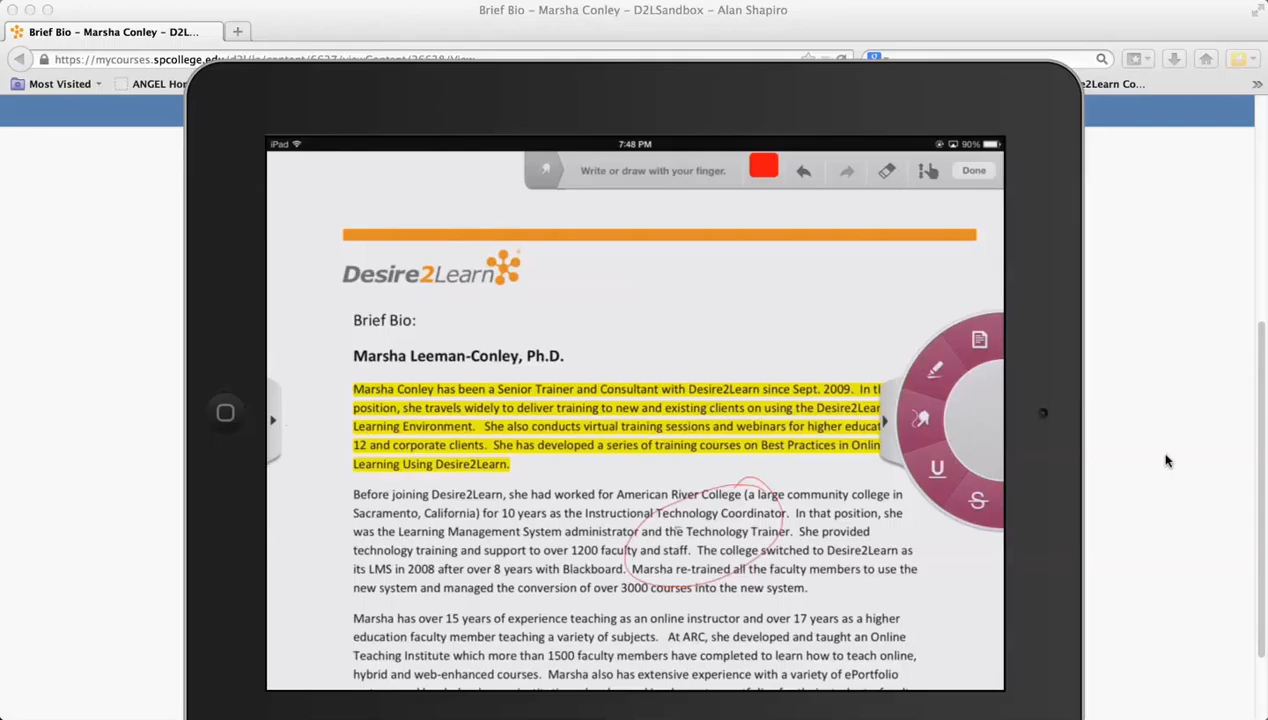 Brief Bio – Marsha Conley – D2LSandbox – Alan Shapiro
Brief Bio – Marsha Conley – D2L...
https://mycourses.spcollege.edu/d2l/le/content/6627/viewContent/26628/View
Most Visited
ANGEL Hor
e2Learn Co...
iPad
7:48 PM
90%
Write or draw with your finger.
Done
Desire2Learn
Brief Bio:
Marsha Leeman-Conley, Ph.D.
Marsha Conley has been a Senior Trainer and Consultant with Desire2Learn since Sept. 2009. In th
position, she travels widely to deliver training to new and existing clients on using the Desire2Lear
Learning Environment. She also conducts virtual training sessions and webinars for higher educat
12 and corporate clients. She has developed a series of training courses on Best Practices in Onlin
Learning Using Desire2Learn.
Before joining Desire2Learn, she had worked for American River College (a large community college in
Sacramento, California) for 10 years as the Instructional Technology Coordinator. In that position, she
was the Learning Management System administrator and the Technology Trainer. She provided
technology training and support to over 1200 faculty and staff. The college switched to Desire2Learn as
its LMS in 2008 after over 8 years with Blackboard. Marsha re-trained all the faculty members to use the
new system and managed the conversion of over 3000 courses into the new system.
Marsha has over 15 years of experience teaching as an online instructor and over 17 years as a higher
education faculty member teaching a variety of subjects. At ARC, she developed and taught an Online
Teaching Institute which more than 1500 faculty members have completed to learn how to teach online,
hybrid and web-enhanced courses. Marsha also has extensive experience with a variety of ePortfolio